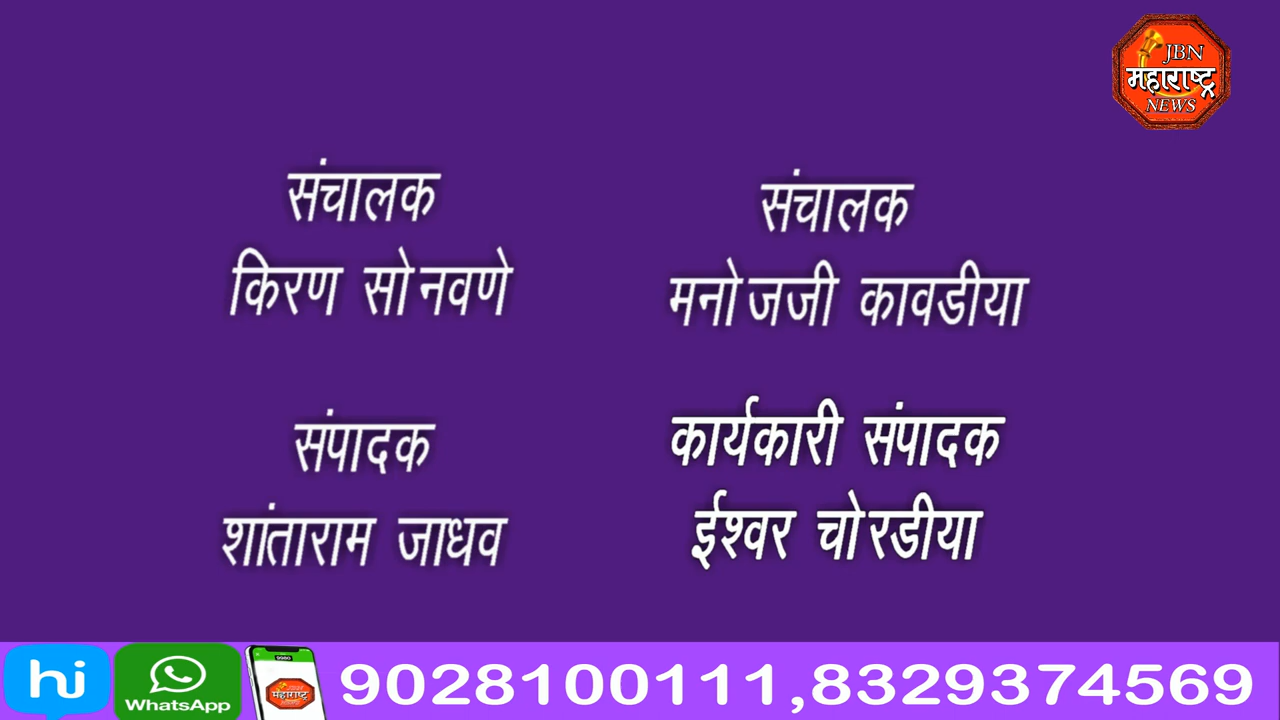 JBN
महाराष्ट्र
NEWS
संचालक
किरण सोनवणे
संचालक
मनोजजी कावडीया
संपादक
शांताराम जाधव
कार्यकारी संपादक
ईश्वर चोरडीया
hi
WhatsApp
महाराष्ट्र
9028100111,8329374569